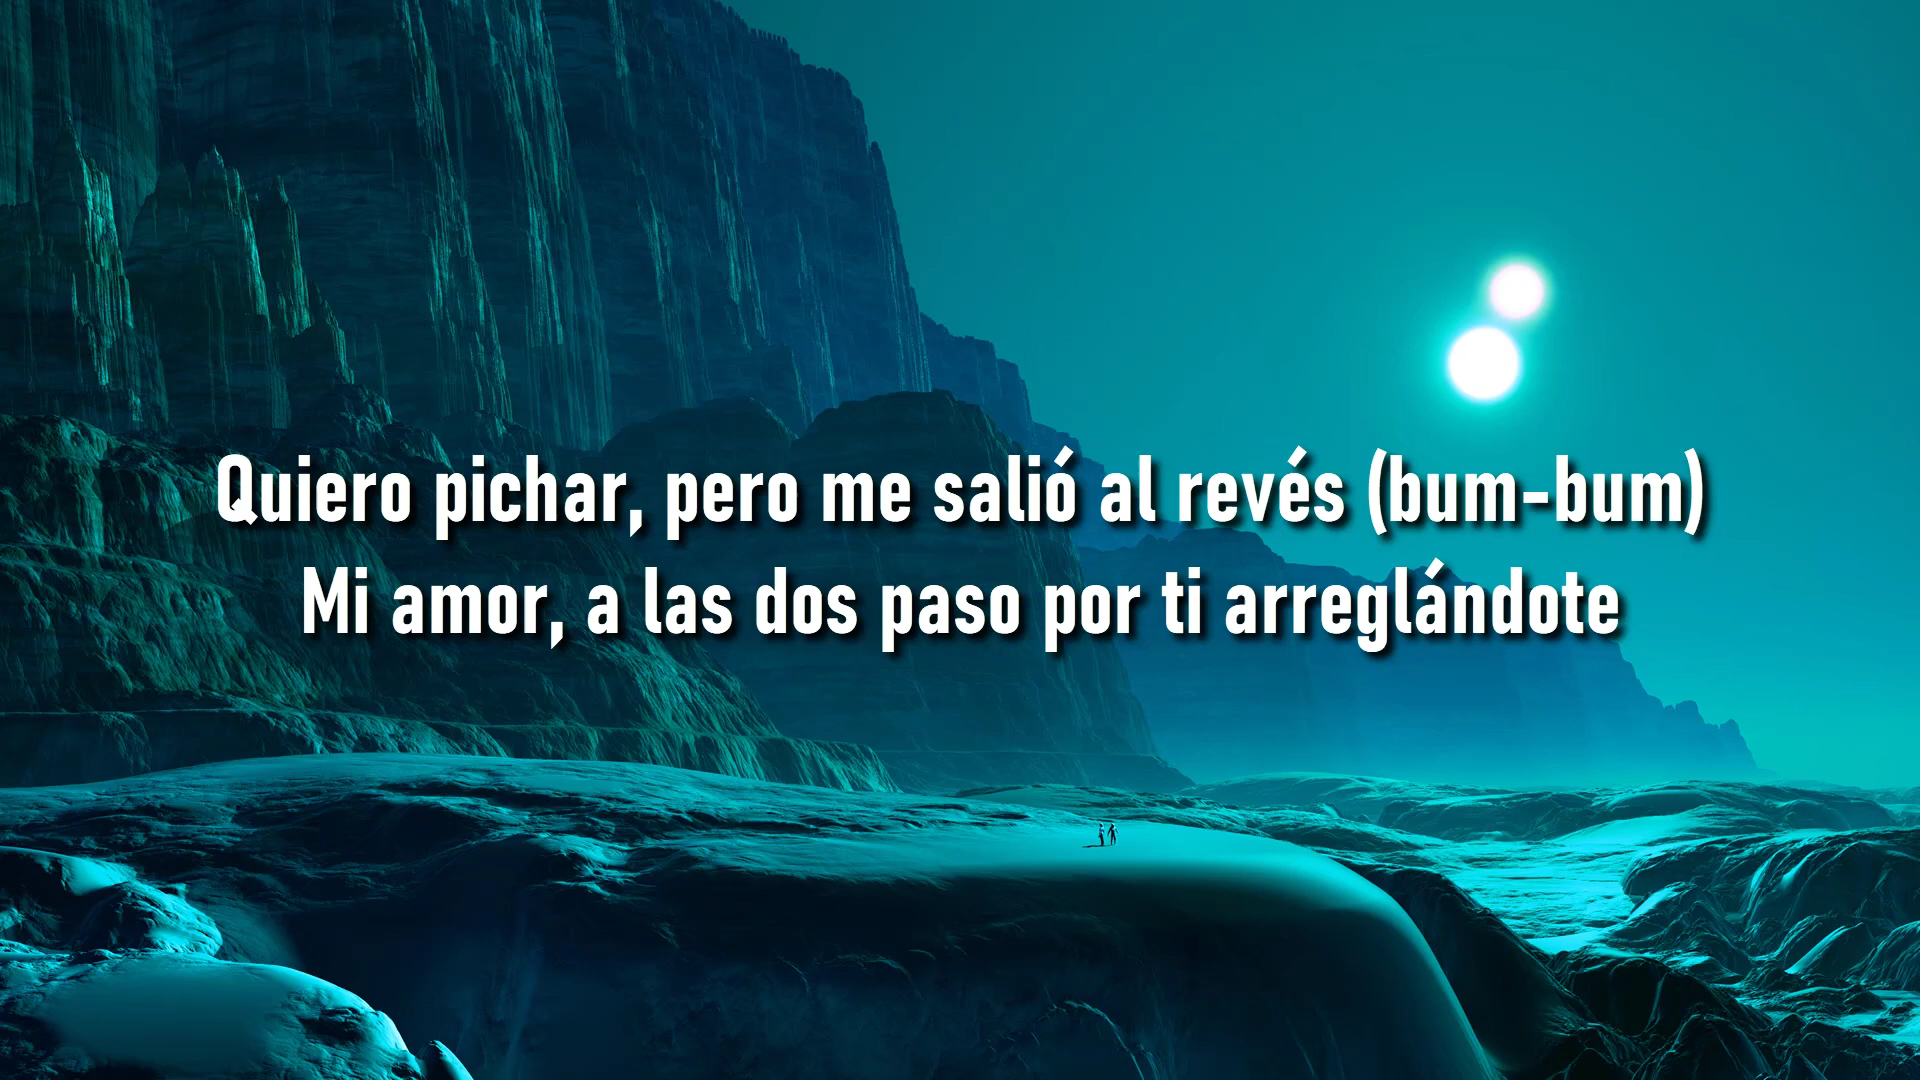 Quiero pichar, pero me salió al revés (bum-bum)
Mi amor, a las dos paso por ti arreglándote